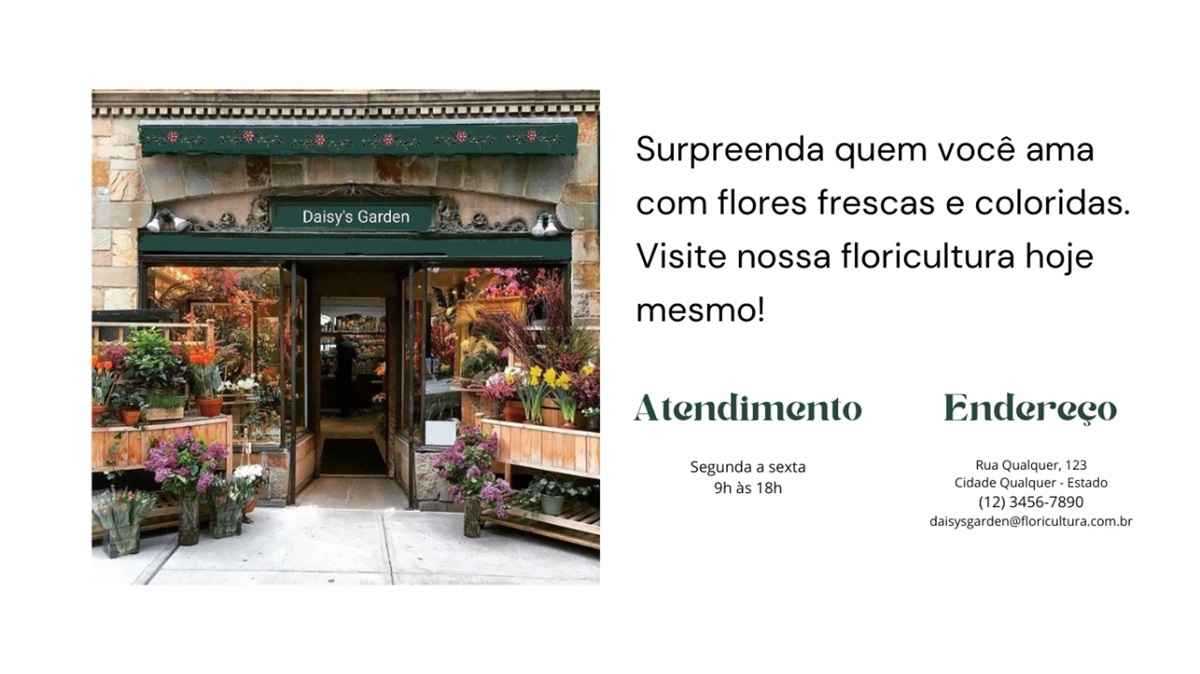 Daisy's Garden
Surpreenda quem você ama
com flores frescas e coloridas.
Visite nossa floricultura hoje
mesmo!
Atendimento
Segunda a sexta
9h às 18h
Endereço
Rua Qualquer, 123
Cidade Qualquer - Estado
(12) 3456-7890
daisysgarden@floricultura.com.br